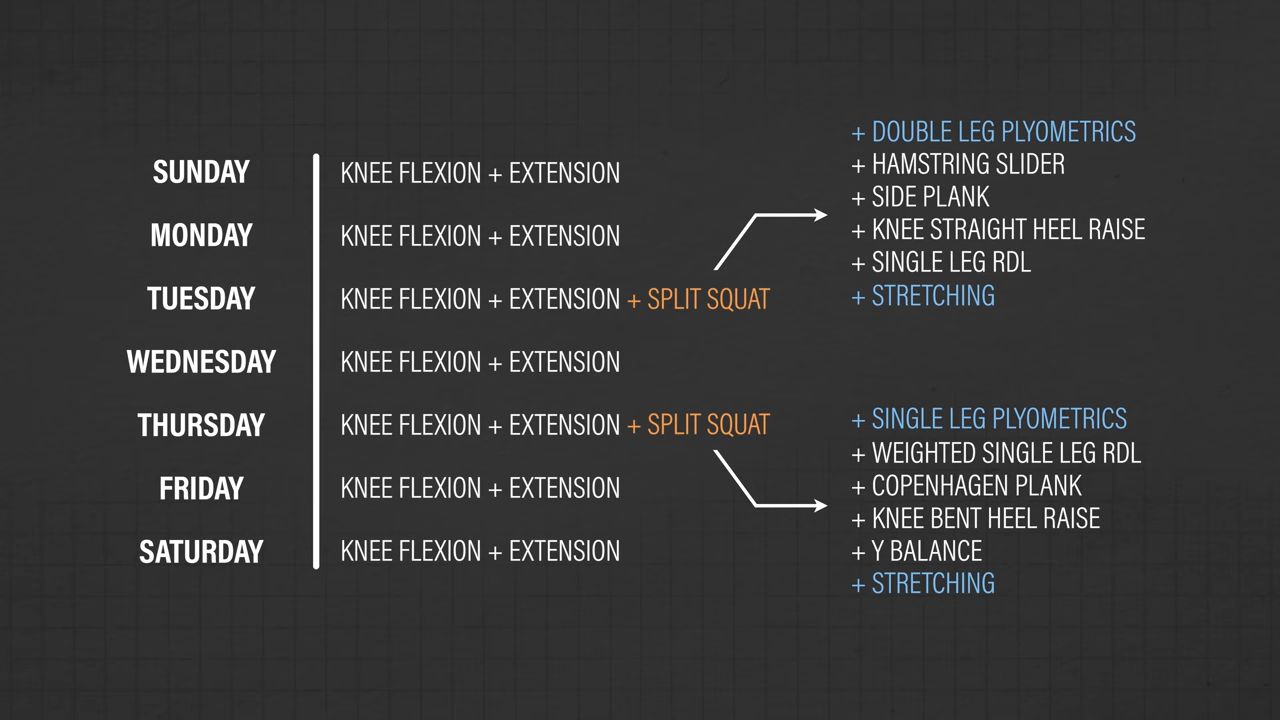 SUNDAY KNEE FLEXION + EXTENSION
MONDAY KNEE FLEXION + EXTENSION
TUESDAY KNEE FLEXION + EXTENSION + SPLIT SQUAT
WEDNESDAY KNEE FLEXION + EXTENSION
THURSDAY KNEE FLEXION + EXTENSION + SPLIT SQUAT
FRIDAY KNEE FLEXION + EXTENSION
SATURDAY KNEE FLEXION + EXTENSION
+ DOUBLE LEG PLYOMETRICS
+ HAMSTRING SLIDER
+ SIDE PLANK
+ KNEE STRAIGHT HEEL RAISE
+ SINGLE LEG RDL
+ STRETCHING
+ SINGLE LEG PLYOMETRICS
+ WEIGHTED SINGLE LEG RDL
+ COPENHAGEN PLANK
+ KNEE BENT HEEL RAISE
+ Y BALANCE
+ STRETCHING